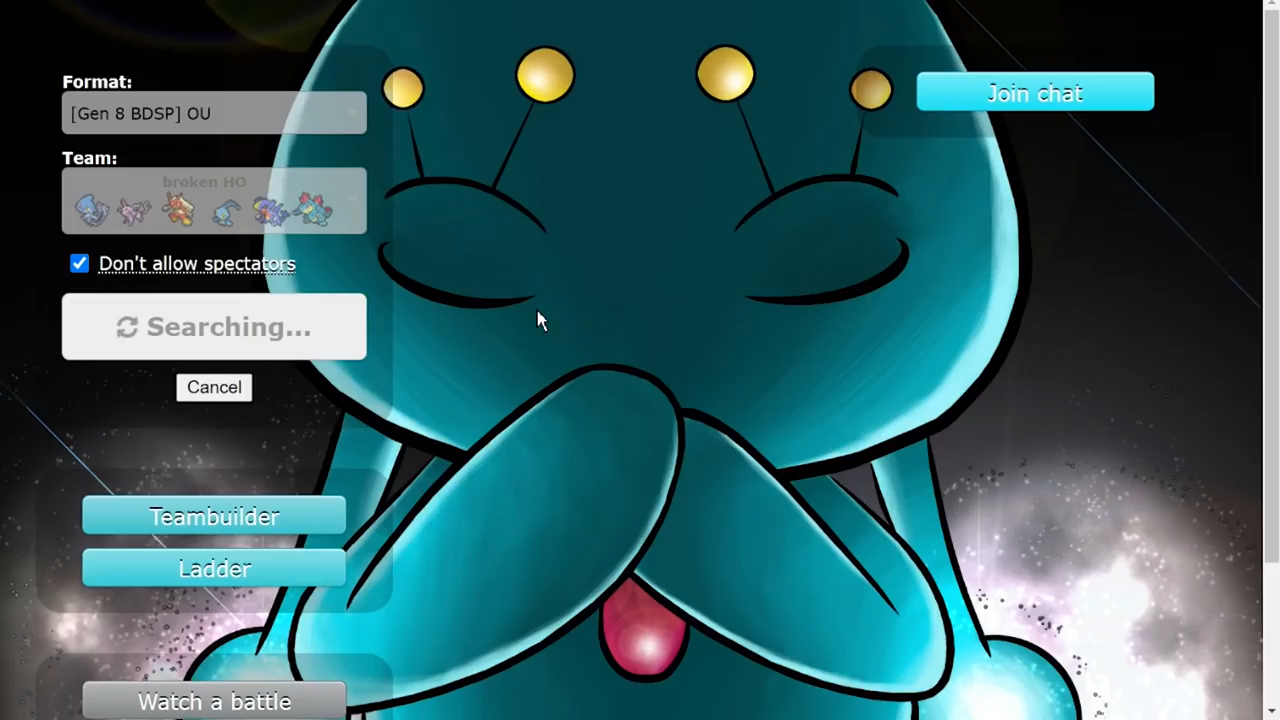 Format:
[Gen 8 BDSP] OU
Team:
broken HO
Don't allow spectators
Searching...
Cancel
Teambuilder
Ladder
Watch a battle
Join chat